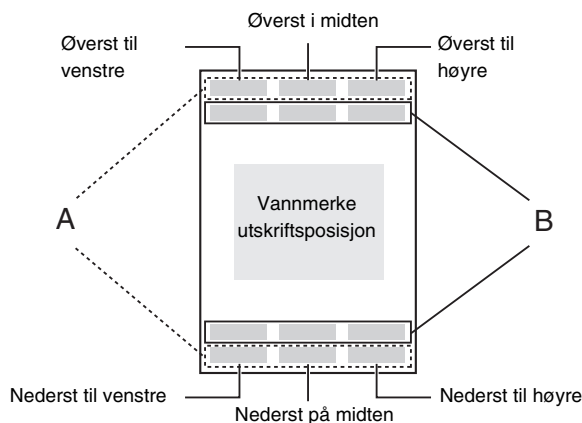 Øverst i midten
Øverst til
venstre
Øverst til
høyre
A
Vannmerke
utskriftsposisjon
B
Nederst til venstre
Nederst på midten
Nederst til høyre